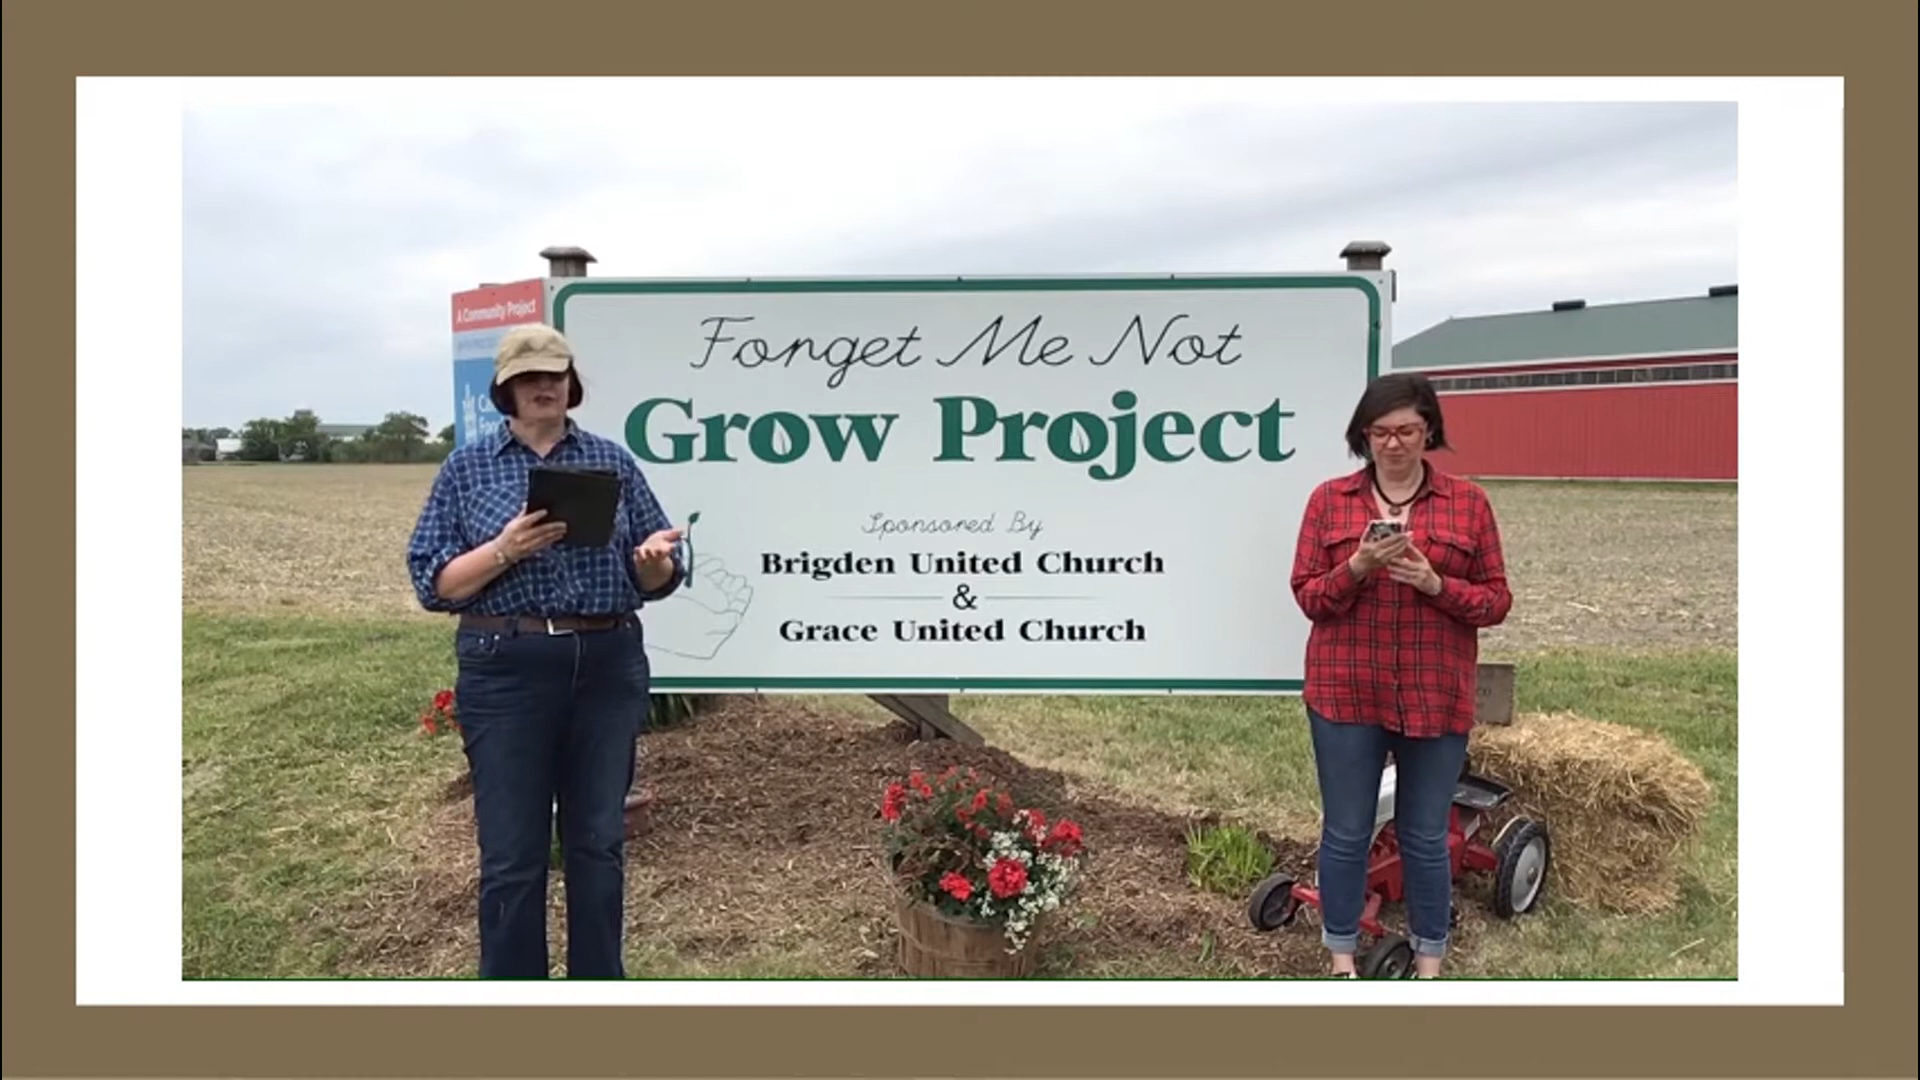 A Community Project
Forget Me Not
Grow Project
Sponsored By
Brigden United Church
&
Grace United Church